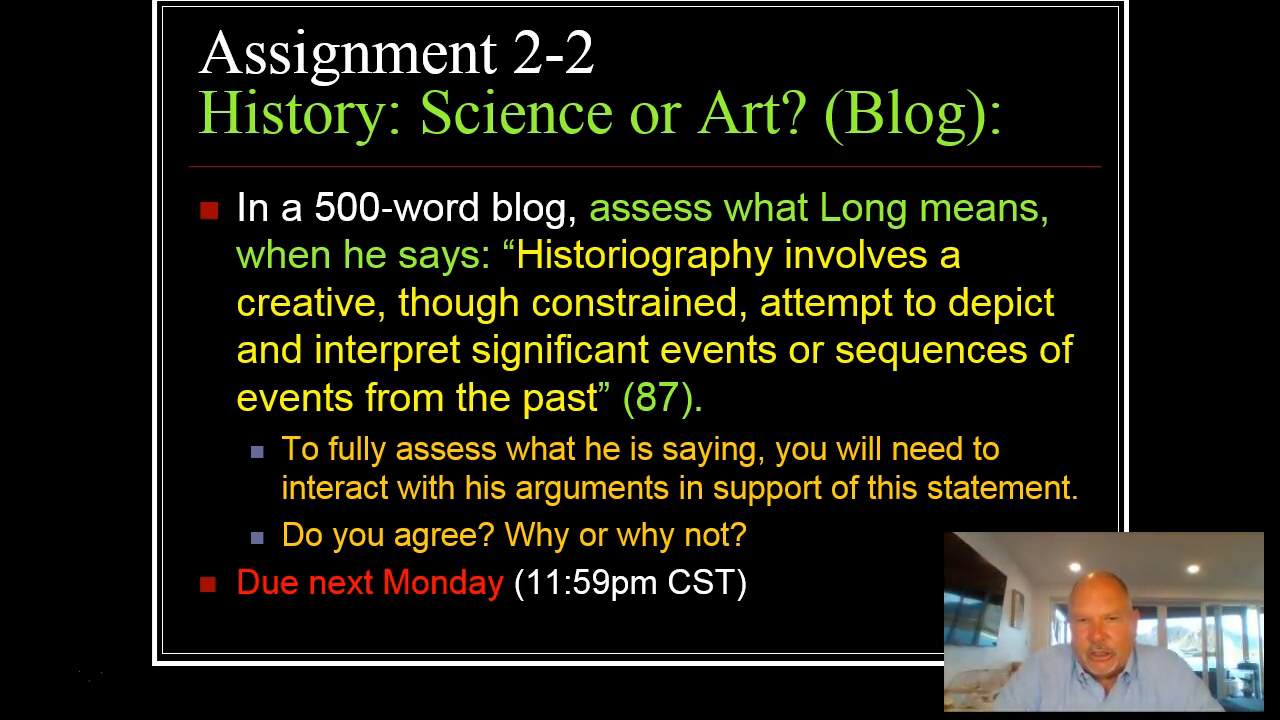 Assignment 2-2
History: Science or Art? (Blog):
In a 500-word blog, assess what Long means,
when he says: “Historiography involves a
creative, though constrained, attempt to depict
and interpret significant events or sequences of
events from the past” (87).
To fully assess what he is saying, you will need to
interact with his arguments in support of this statement.
Do you agree? Why or why not?
Due next Monday (11:59pm CST)